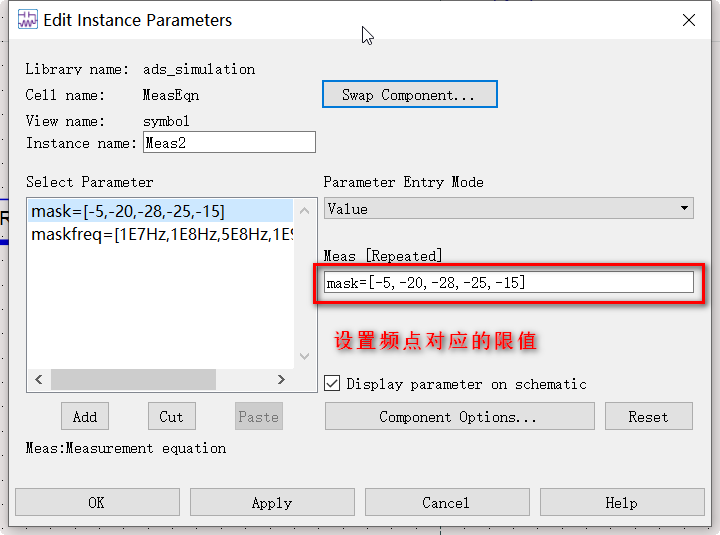 Edit Instance Parameters
Library name: ads_simulation
Cell name: MeasEqn
Swap Component...
View name: symbol
Instance name: Meas2
Select Parameter
Parameter Entry Mode
mask=[-5,-20,-28,-25,-15]
Value
maskfreq=[1E7Hz,1E8Hz,5E8Hz,1E9
Meas [Repeated]
mask=[-5,-20,-28,-25,-15]
设置频点对应的限值
Display parameter on schematic
Add
Cut
Paste
Component Options...
Reset
Meas:Measurement equation
OK
Apply
Cancel
Help